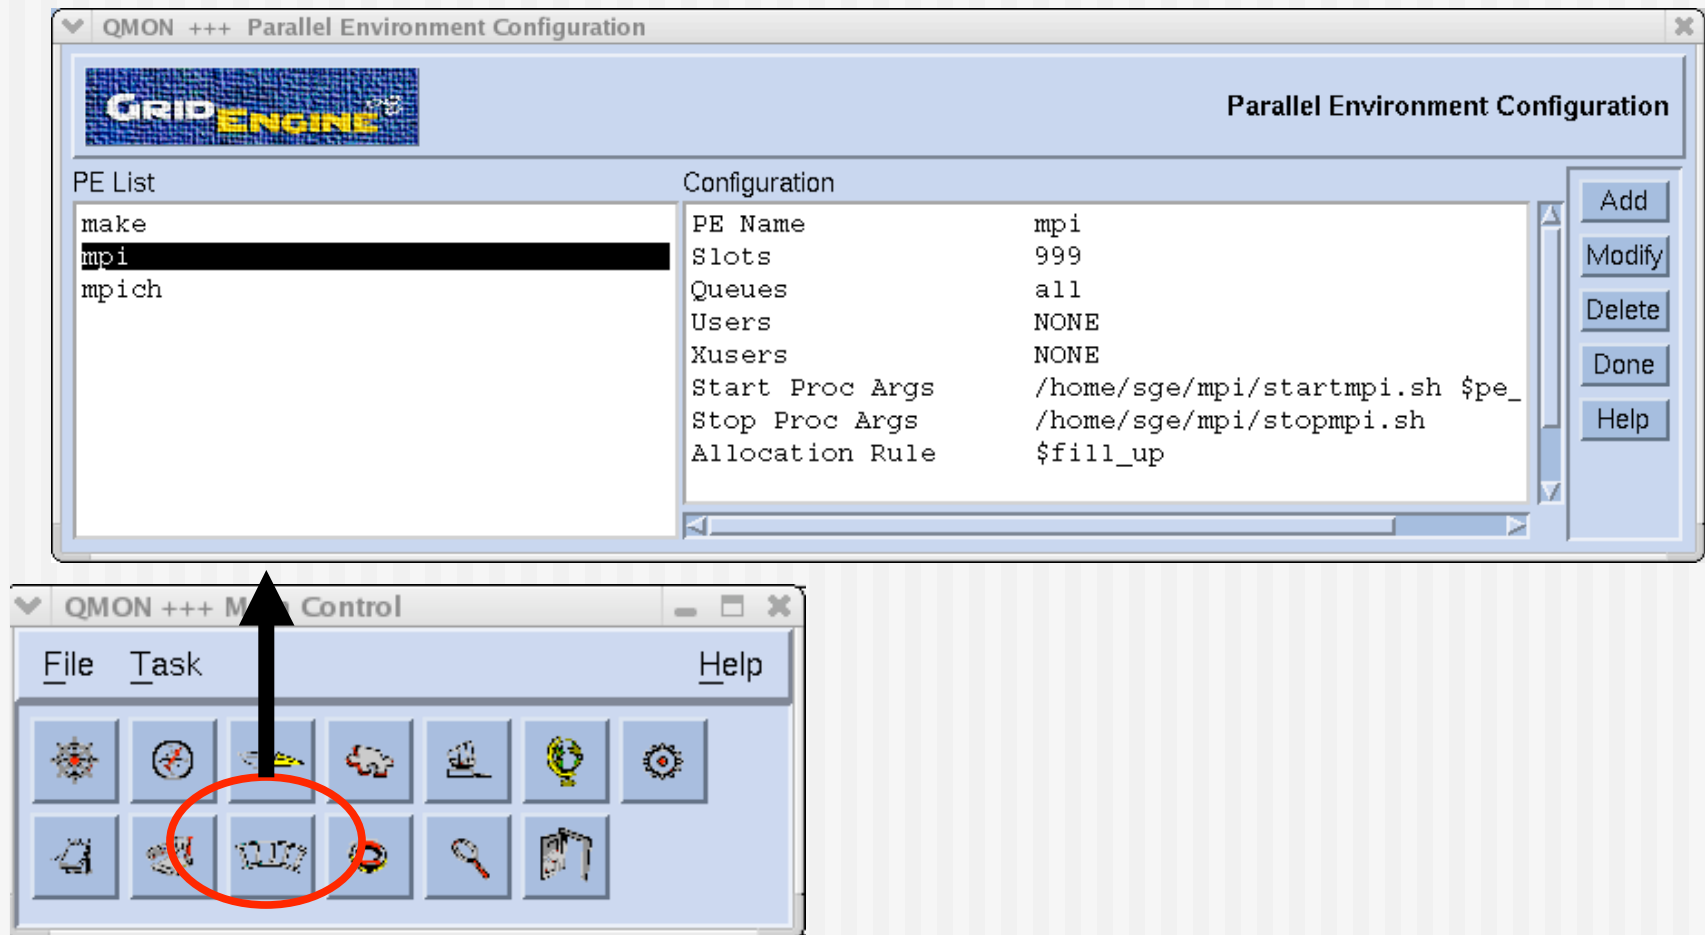 QMON +++ Parallel Environment Configuration
GRID ENGINE
Parallel Environment Configuration
PE List
make
mpi
mpich
Configuration
PE Name mpi
Slots 999
Queues all
Users NONE
Xusers NONE
Start Proc Args /home/sge/mpi/startmpi.sh $pe_
Stop Proc Args /home/sge/mpi/stopmpi.sh
Allocation Rule $fill_up
Add
Modify
Delete
Done
Help
QMON +++ Control
File Task Help